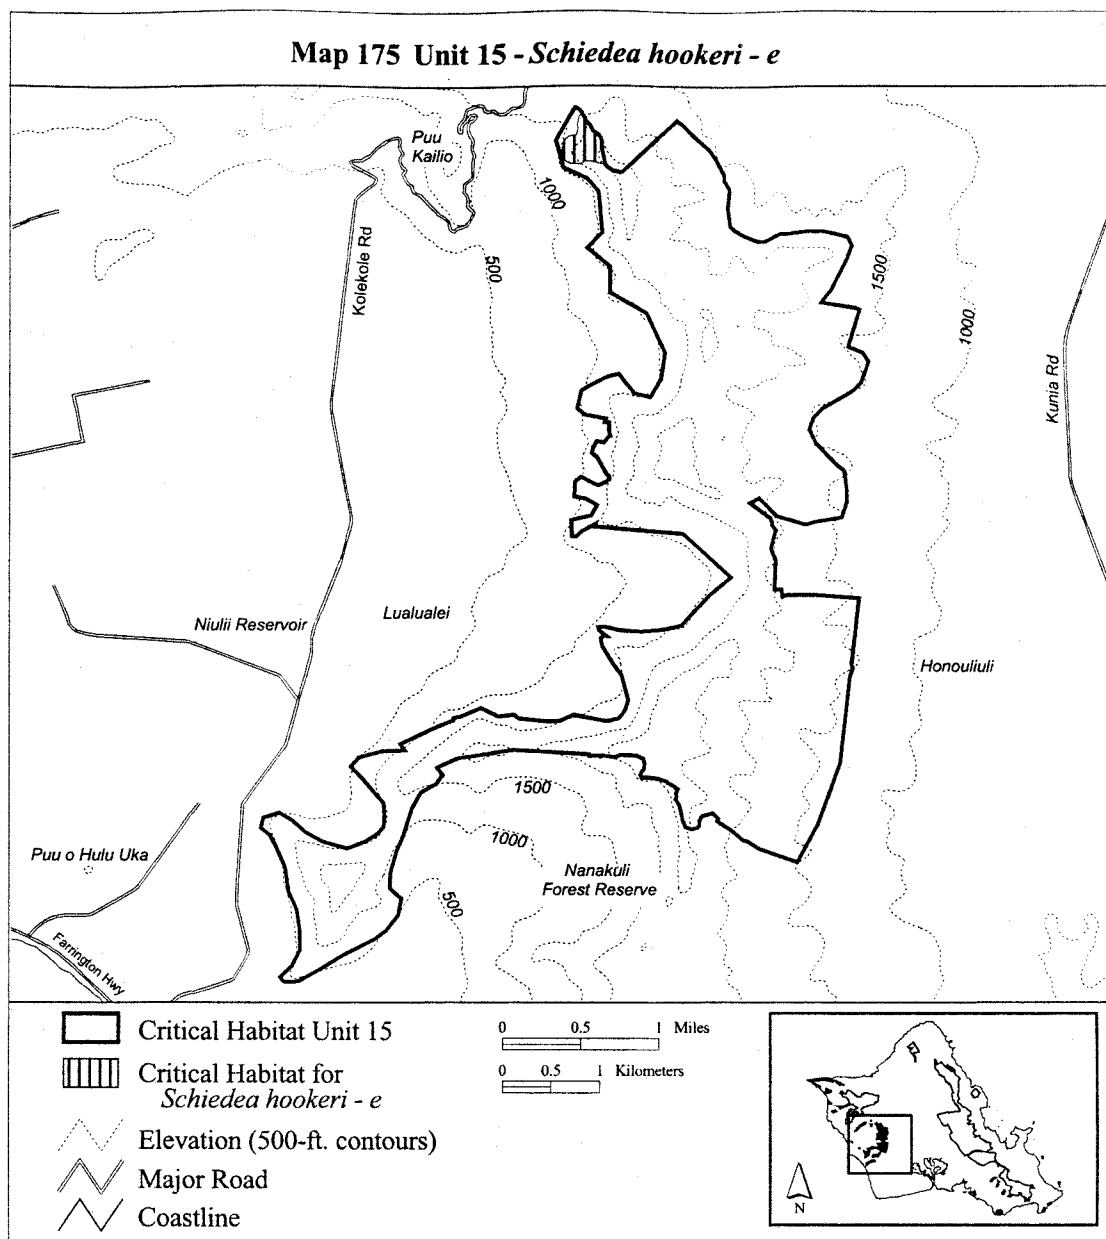 Map 175 Unit 15 - Schiedea hookeri - e
Puu
Kailio
1000
Kolekole Rd
500
1500
1000
Kunia Rd
Niulii Reservoir
Lualualei
Honouliuli
1500
1000
Puu o Hulu Uka
Nanakuli
Forest Reserve
500
Farrington Hwy
Critical Habitat Unit 15
Critical Habitat for
Schiedea hookeri - e
Elevation (500-ft. contours)
Major Road
Coastline
0 0.5 1 Miles
0 0.5 1 Kilometers
N